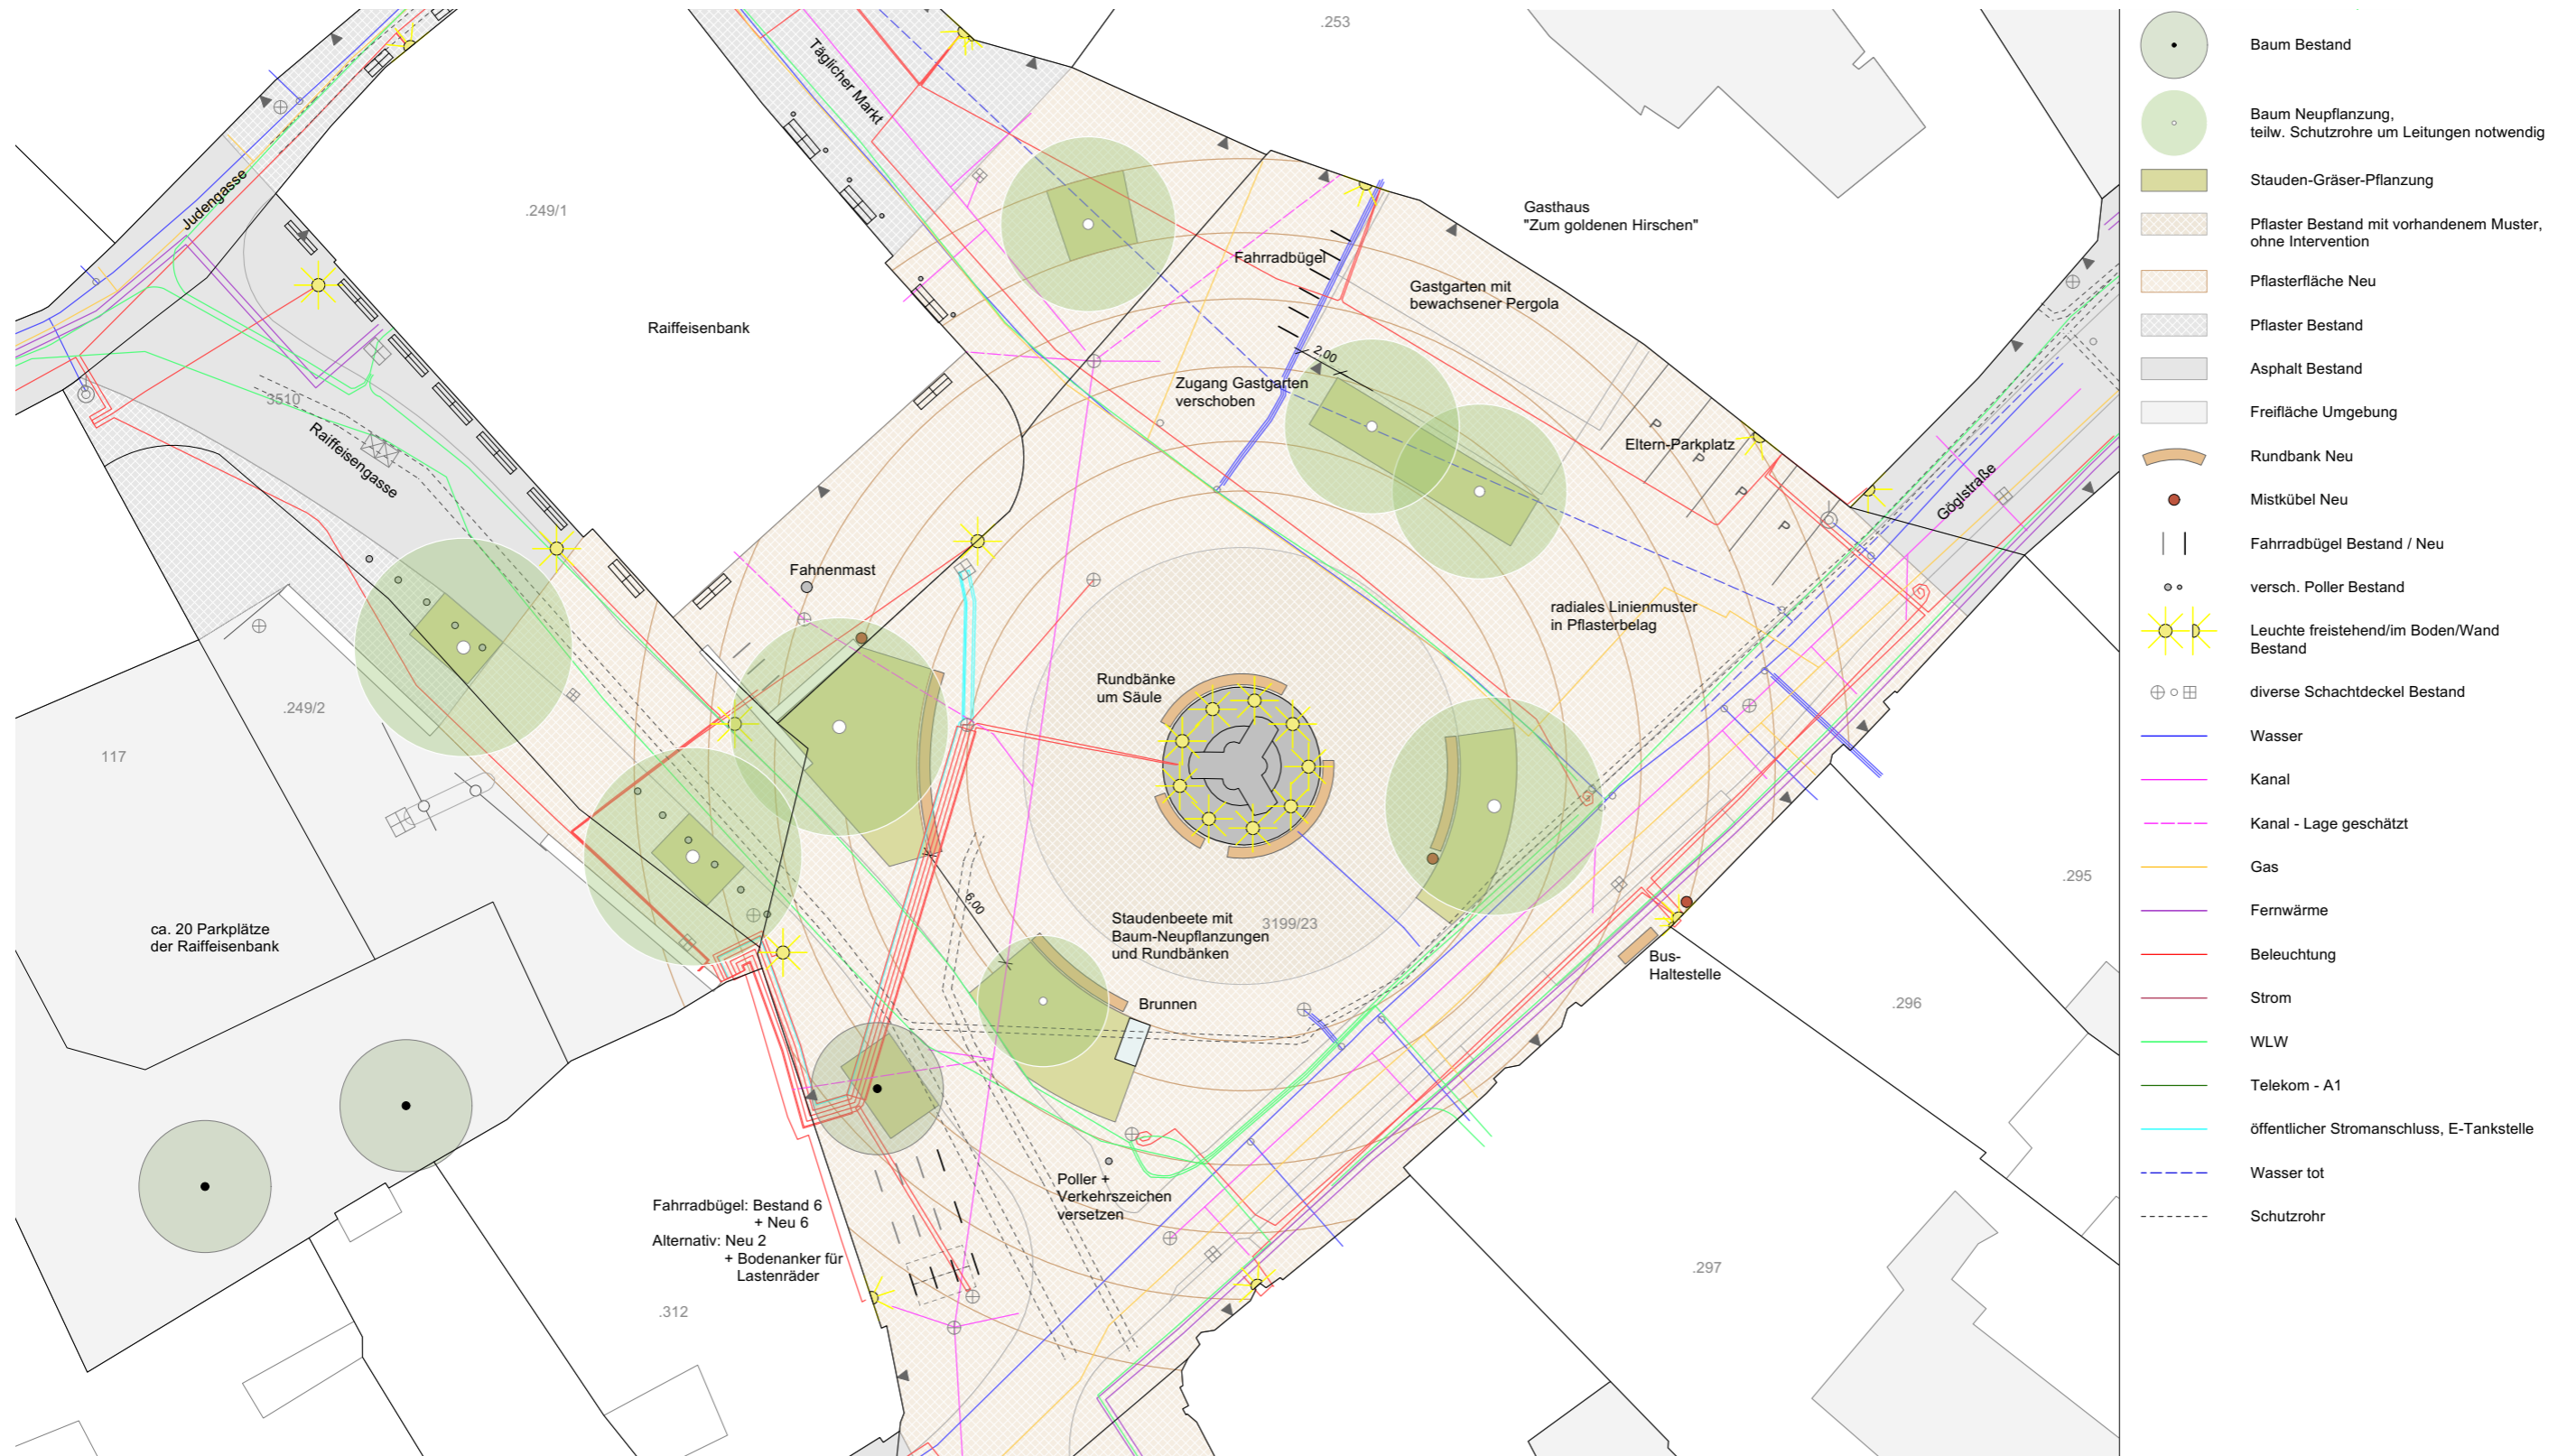 .253
Täglicher Markt
Judengasse
.249/1
Gasthaus
"Zum goldenen Hirschen"
Fahrradbügel
Gastgarten mit
bewachsener Pergola
Raiffeisenbank
2.00
Zugang Gastgarten
verschoben
3510
Raiffeisengasse
P
P
P
P
Eltern-Parkplatz
Göglstraße
Fahnenmast
radiales Linienmuster
in Pflasterbelag
Rundbänke
um Säule
.249/2
117
6.00
.295
Staudenbeete mit
Baum-Neupflanzungen
und Rundbänken
3199/23
ca. 20 Parkplätze
der Raiffeisenbank
Bus-
Haltestelle
Brunnen
.296
Poller +
Verkehrszeichen
versetzen
Fahrradbügel: Bestand 6
+ Neu 6
Alternativ: Neu 2
+ Bodenanker für
Lastenräder
.297
.312
Baum Bestand
Baum Neupflanzung,
teilw. Schutzrohre um Leitungen notwendig
Stauden-Gräser-Pflanzung
Pflaster Bestand mit vorhandenem Muster,
ohne Intervention
Pflasterfläche Neu
Pflaster Bestand
Asphalt Bestand
Freifläche Umgebung
Rundbank Neu
Mistkübel Neu
Fahrradbügel Bestand / Neu
versch. Poller Bestand
Leuchte freistehend/im Boden/Wand
Bestand
diverse Schachtdeckel Bestand
Wasser
Kanal
Kanal - Lage geschätzt
Gas
Fernwärme
Beleuchtung
Strom
WLW
Telekom - A1
öffentlicher Stromanschluss, E-Tankstelle
Wasser tot
Schutzrohr